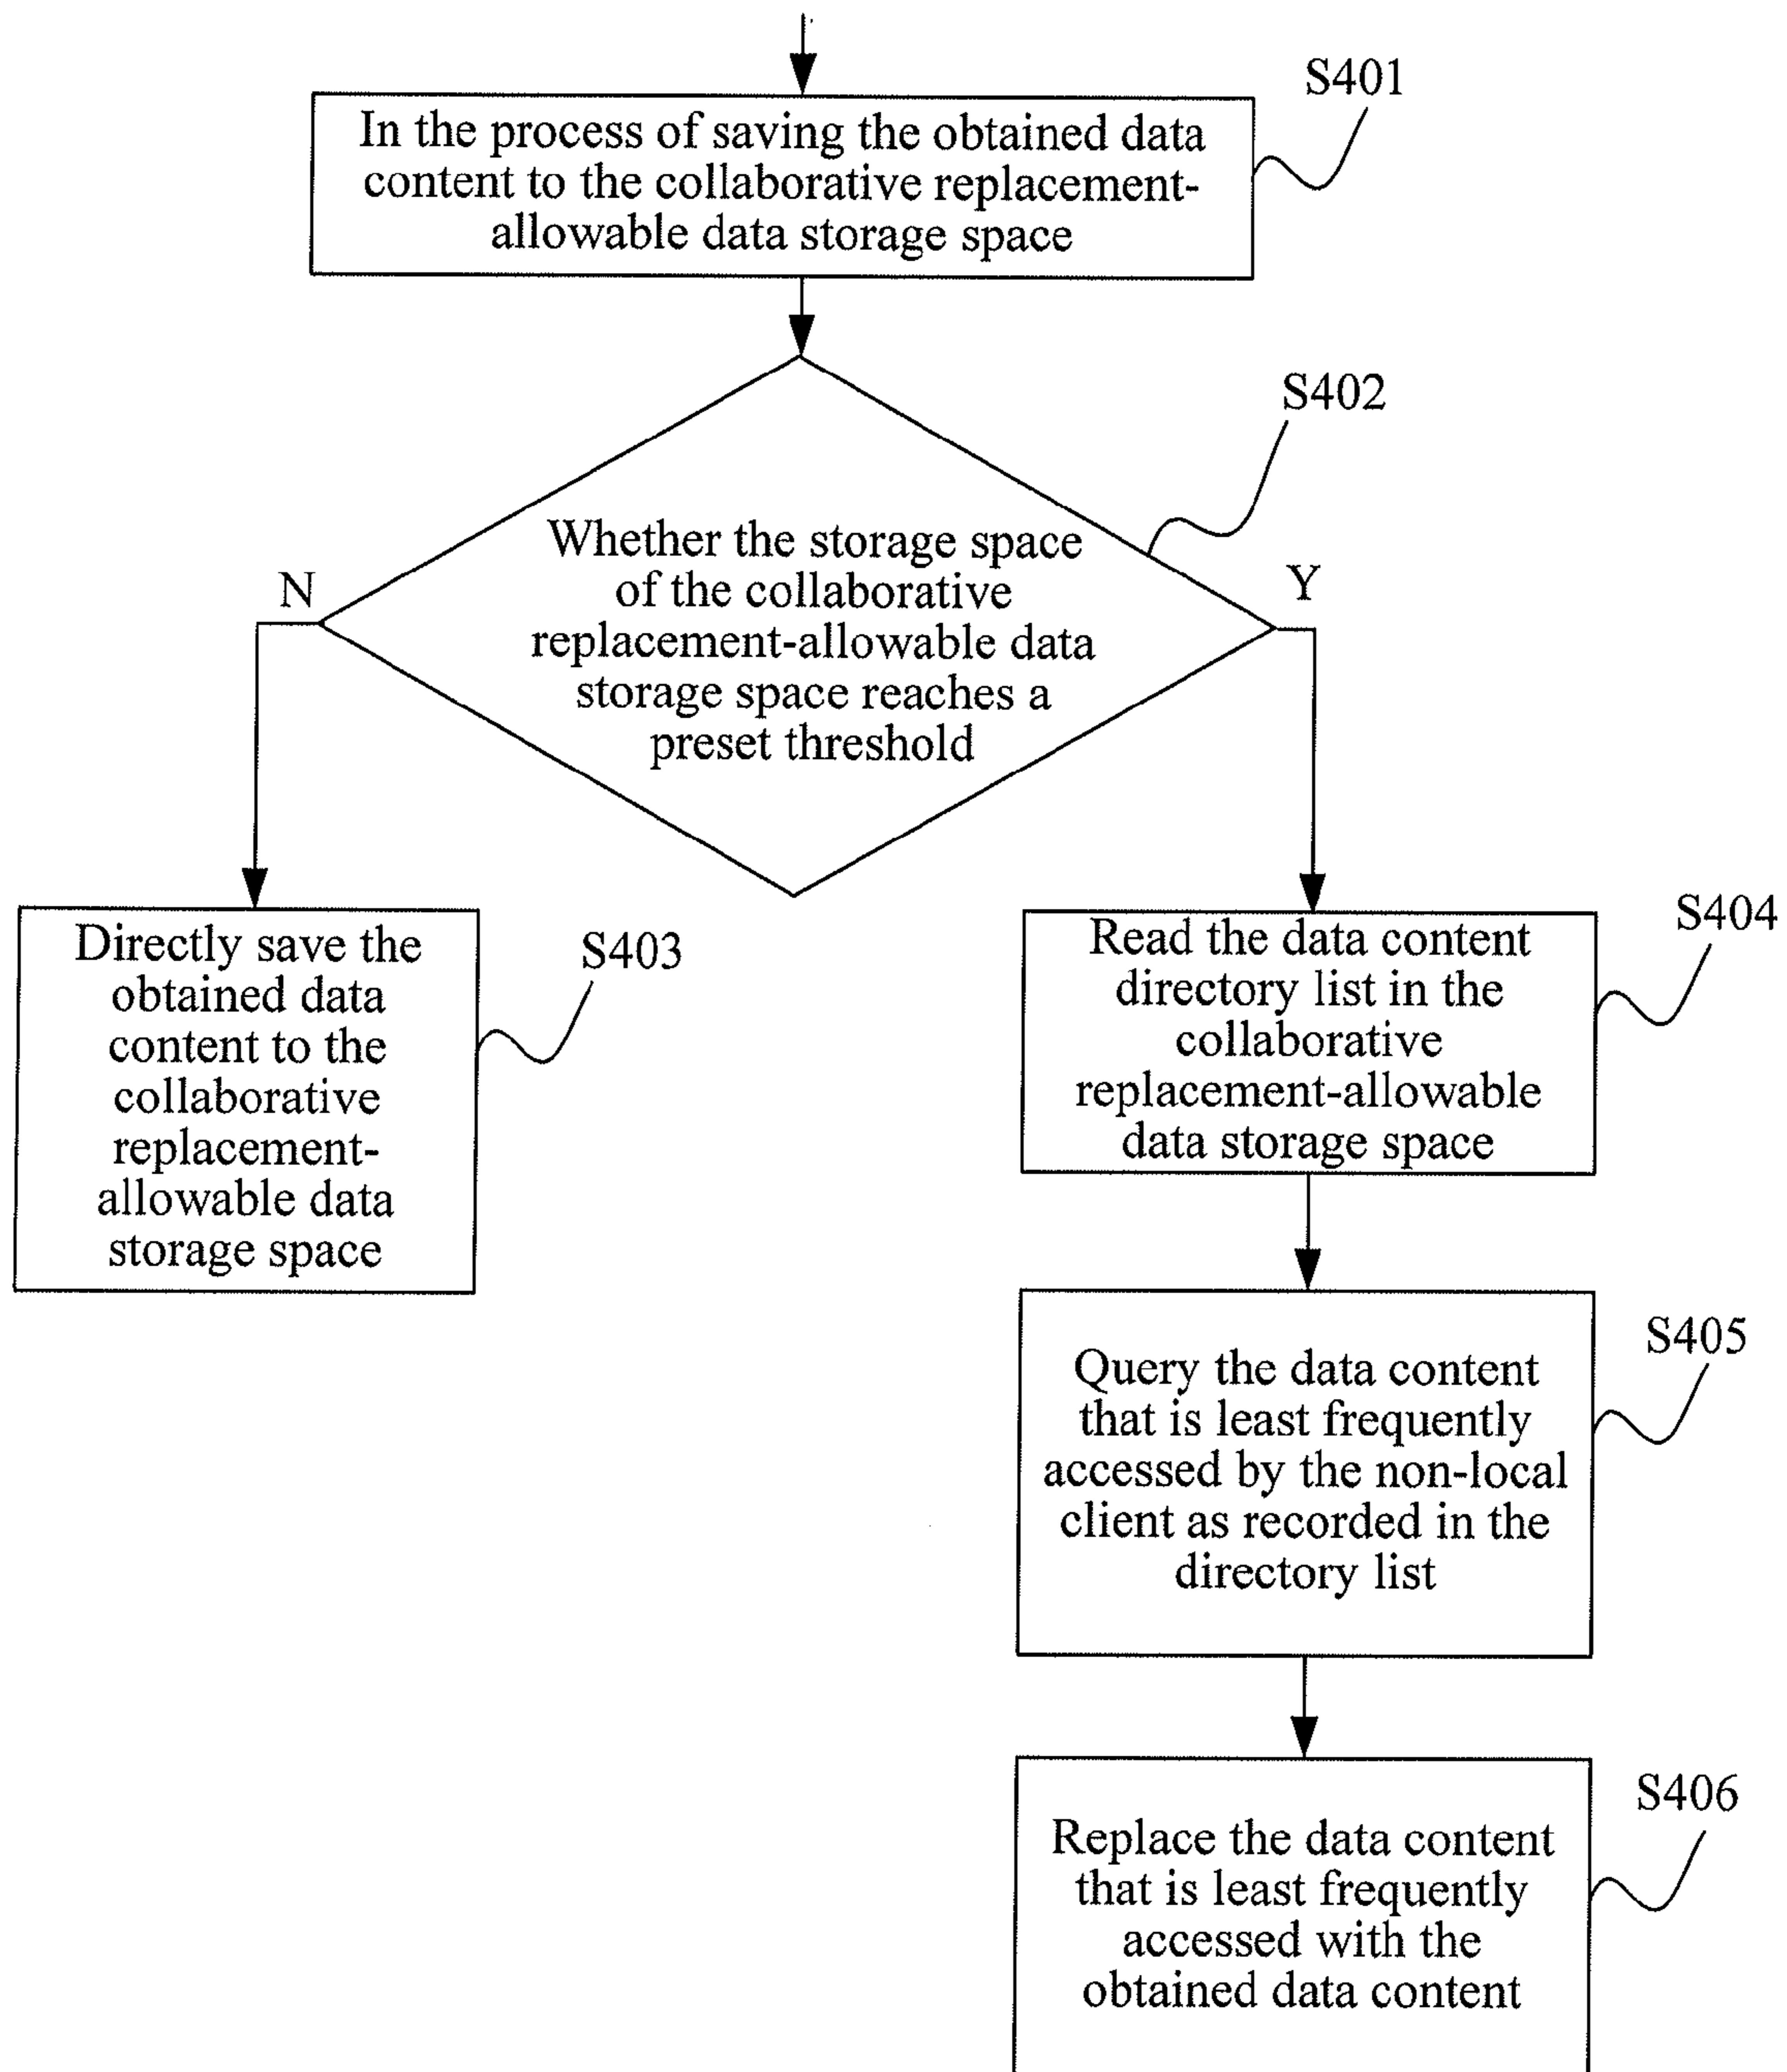 S401
In the process of saving the obtained data
content to the collaborative replacement-
allowable data storage space
S402
Whether the storage space
of the collaborative
replacement-allowable data
storage space reaches a
preset threshold
N
Y
Directly save the
obtained data
content to the
collaborative
replacement-
allowable data
storage space
S403
Read the data content
directory list in the
collaborative
replacement-allowable
data storage space
S404
Query the data content
that is least frequently
accessed by the non-local
client as recorded in the
directory list
S405
Replace the data content
that is least frequently
accessed with the
obtained data content
S406